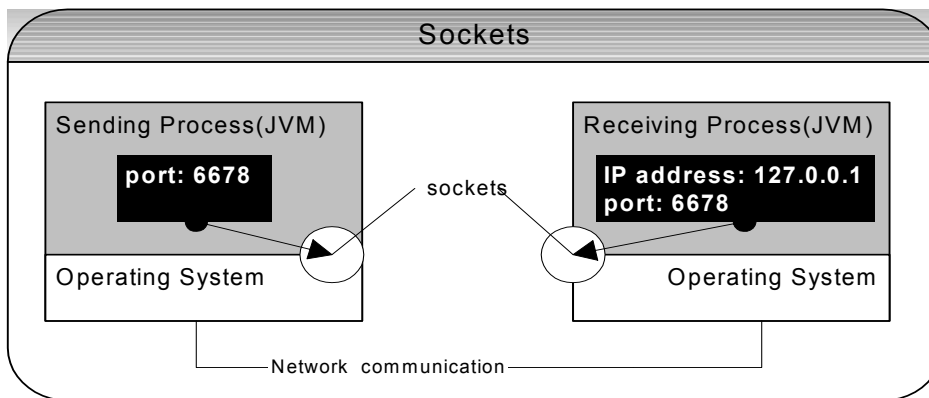 Sockets
Sending Process(JVM)
port: 6678
Operating System
sockets
Receiving Process(JVM)
IP address: 127.0.0.1
port: 6678
Operating System
Network communication